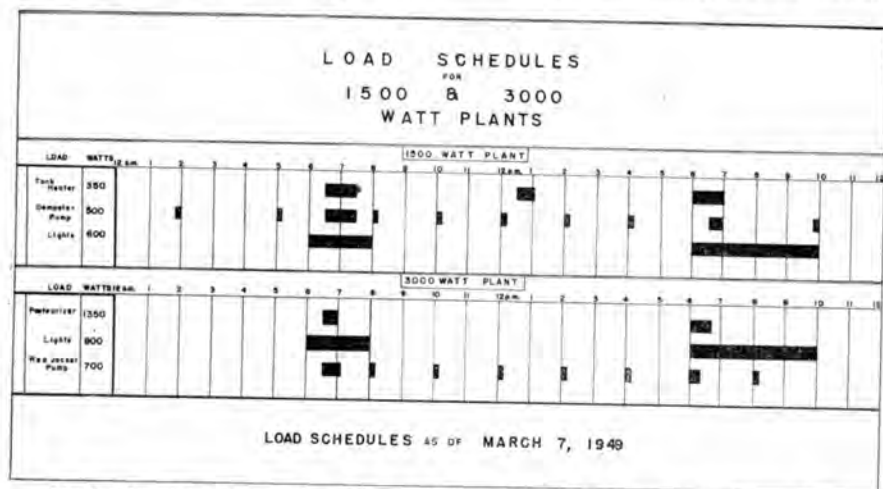 LOAD SCHEDULES
FOR
1500 & 3000
WATT PLANTS
1500 WATT PLANT
LOAD WATTS 12 a.m. 1 2 3 4 5 6 7 8 9 10 11 12 p.m. 1 2 3 4 5 6 7 8 9 10 11 12
Tank
Heater 350
Dempster
Pump 500
Lights 600
3000 WATT PLANT
LOAD WATTS 12 a.m. 1 2 3 4 5 6 7 8 9 10 11 12 p.m. 1 2 3 4 5 6 7 8 9 10 11 12
Pasteurizer 1350
Lights 800
Red Jacket
Pump 700
LOAD SCHEDULES AS OF MARCH 7, 1949